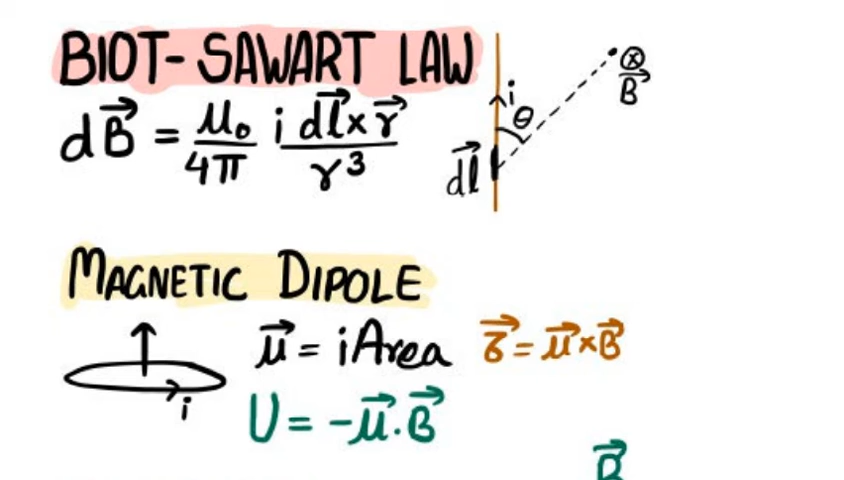 BIOT-SAWART LAW
dB⃗ = μ₀/4π i dl⃗×r⃗/r³
i
θ
⊗
B⃗
dl⃗
MAGNETIC DIPOLE
μ⃗ = iArea
τ⃗ = μ⃗×B⃗
i
U = -μ⃗.B⃗
B⃗